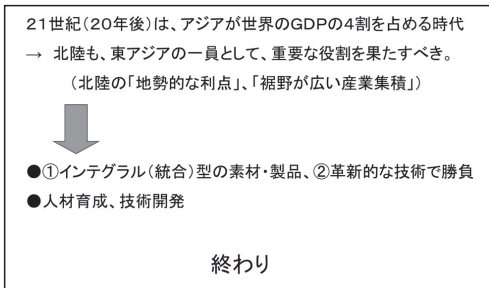 ２１世紀（２０年後）は、アジアが世界のＧＤＰの４割を占める時代
→ 北陸も、東アジアの一員として、重要な役割を果たすべき。
（北陸の「地勢的な利点」、「裾野が広い産業集積」）
●①インテグラル（統合）型の素材・製品、②革新的な技術で勝負
●人材育成、技術開発
終わり